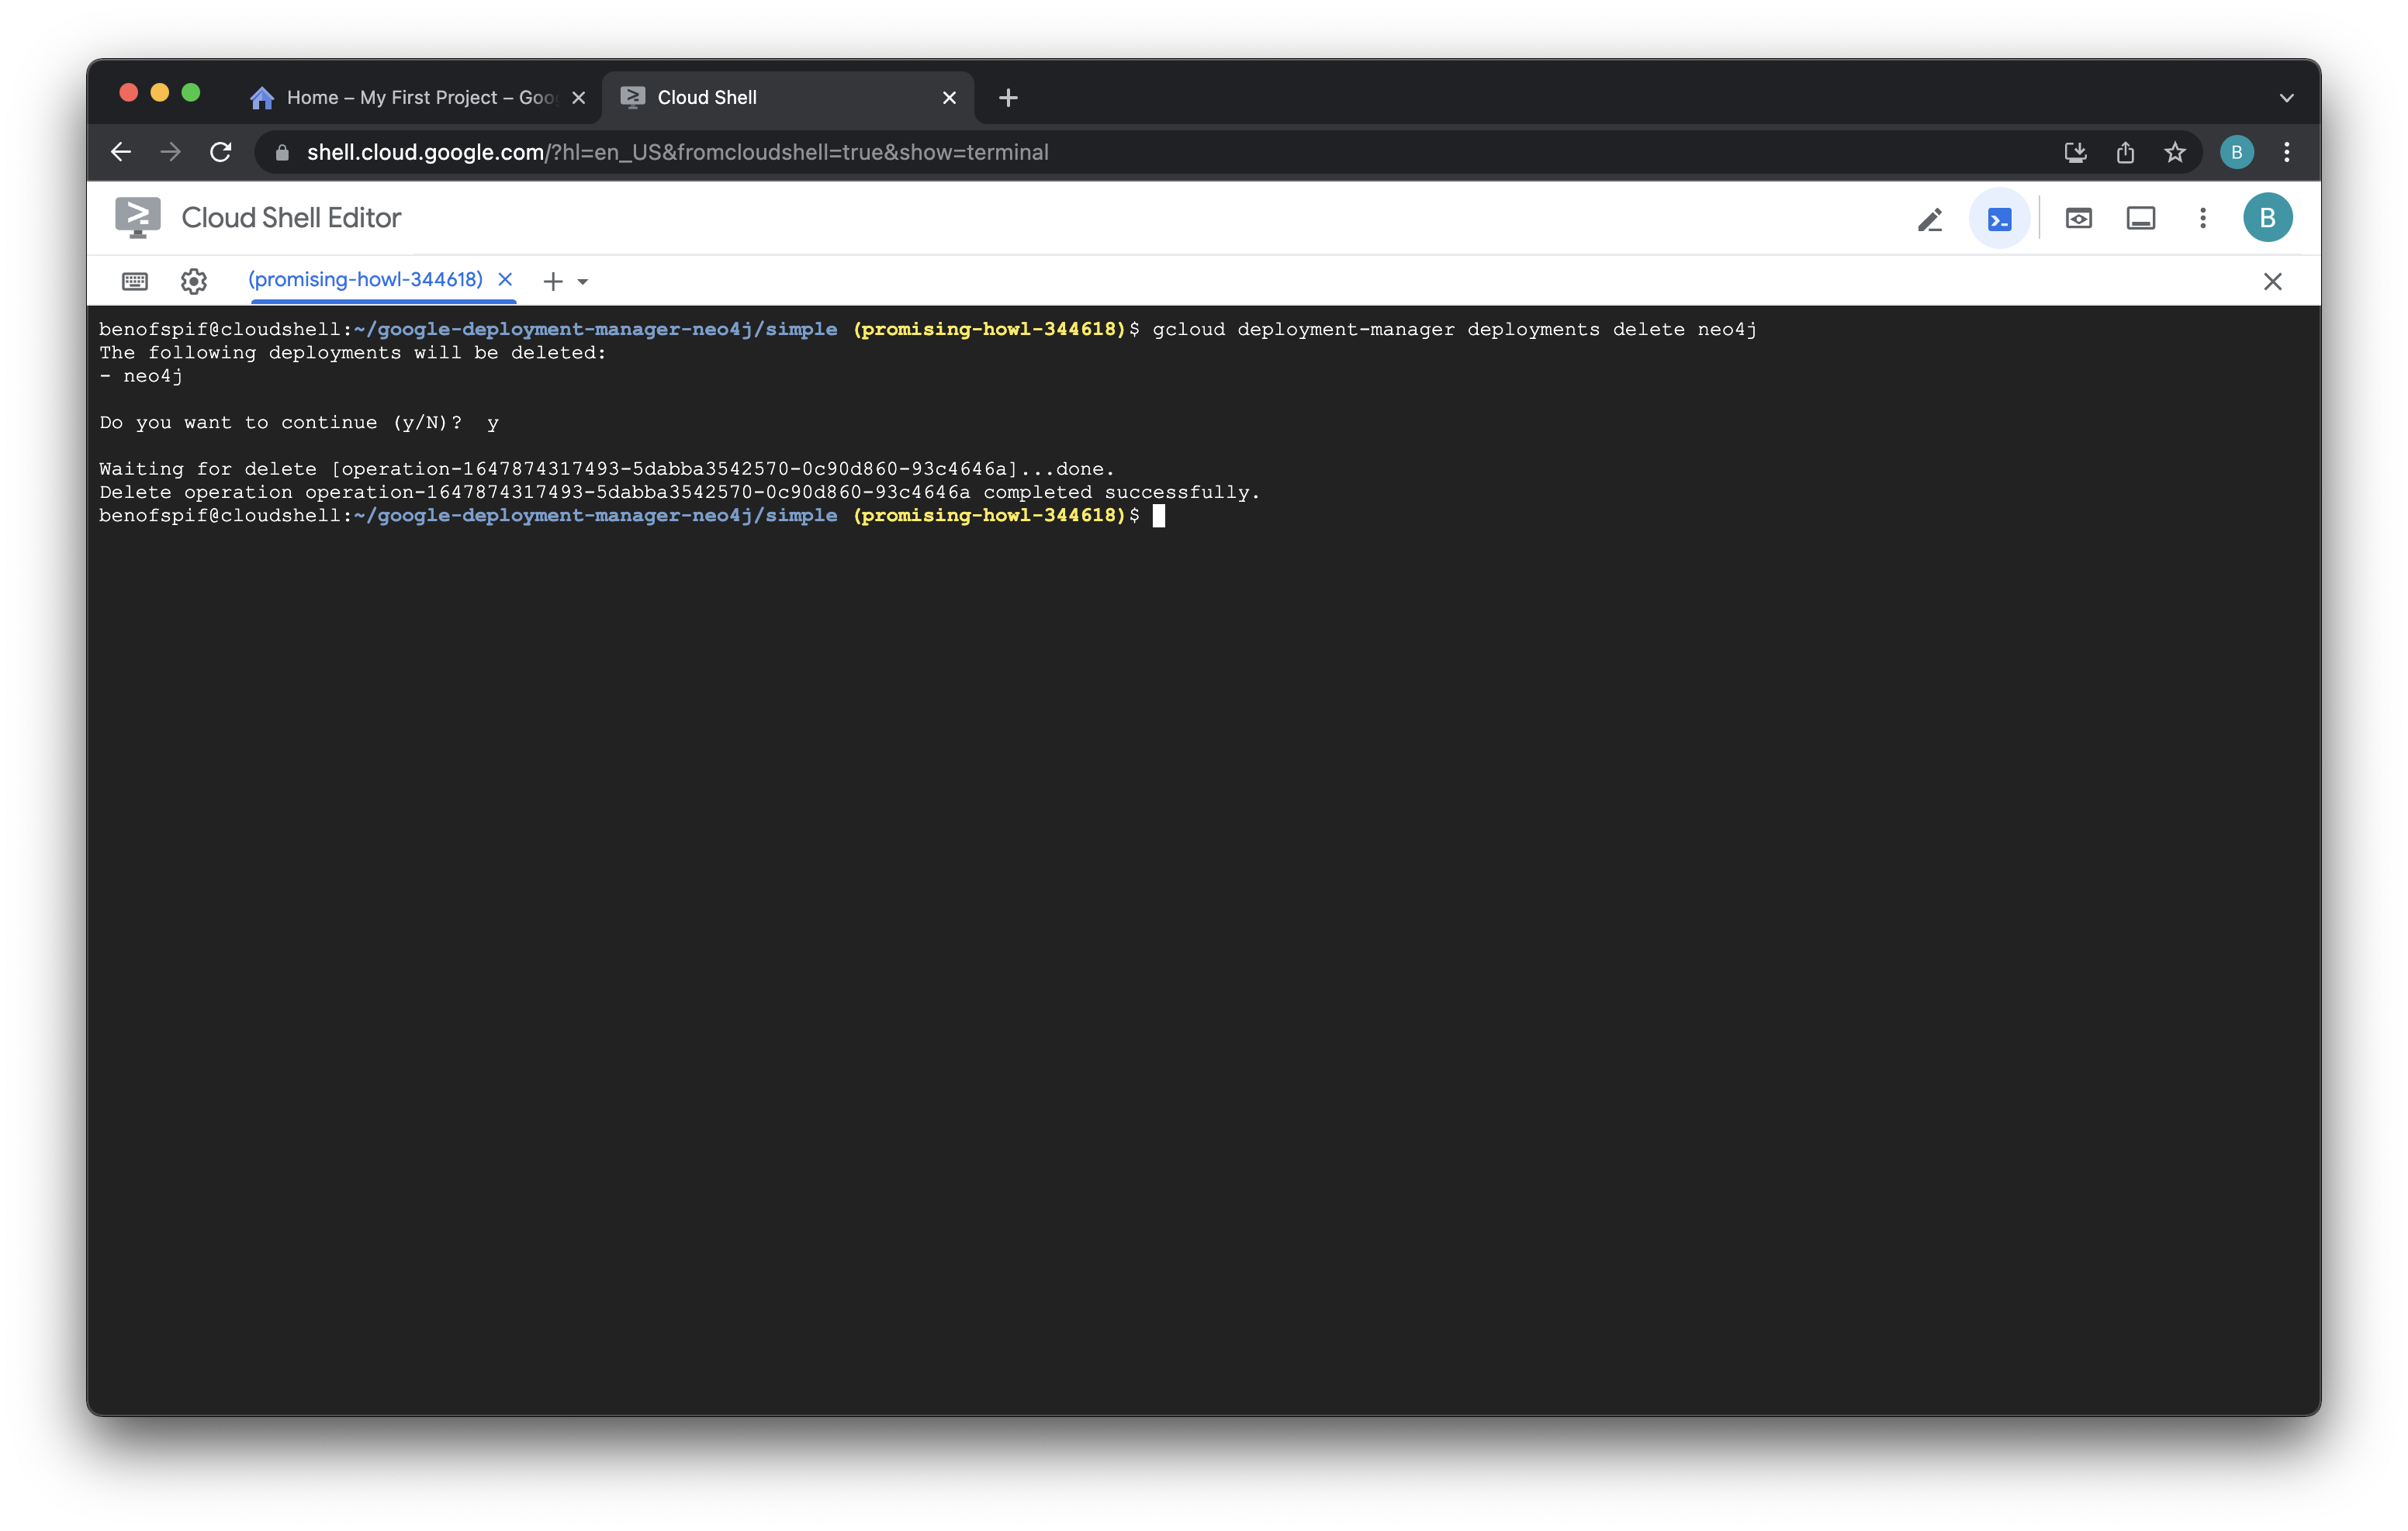 Home – My First Project – Goo
Cloud Shell
shell.cloud.google.com/?hl=en_US&fromcloudshell=true&show=terminal
B
Cloud Shell Editor
B
(promising-howl-344618)
benofspif@cloudshell:~/google-deployment-manager-neo4j/simple (promising-howl-344618)$ gcloud deployment-manager deployments delete neo4j
The following deployments will be deleted:
- neo4j
Do you want to continue (y/N)?  y
Waiting for delete [operation-1647874317493-5dabba3542570-0c90d860-93c4646a]...done.
Delete operation operation-1647874317493-5dabba3542570-0c90d860-93c4646a completed successfully.
benofspif@cloudshell:~/google-deployment-manager-neo4j/simple (promising-howl-344618)$